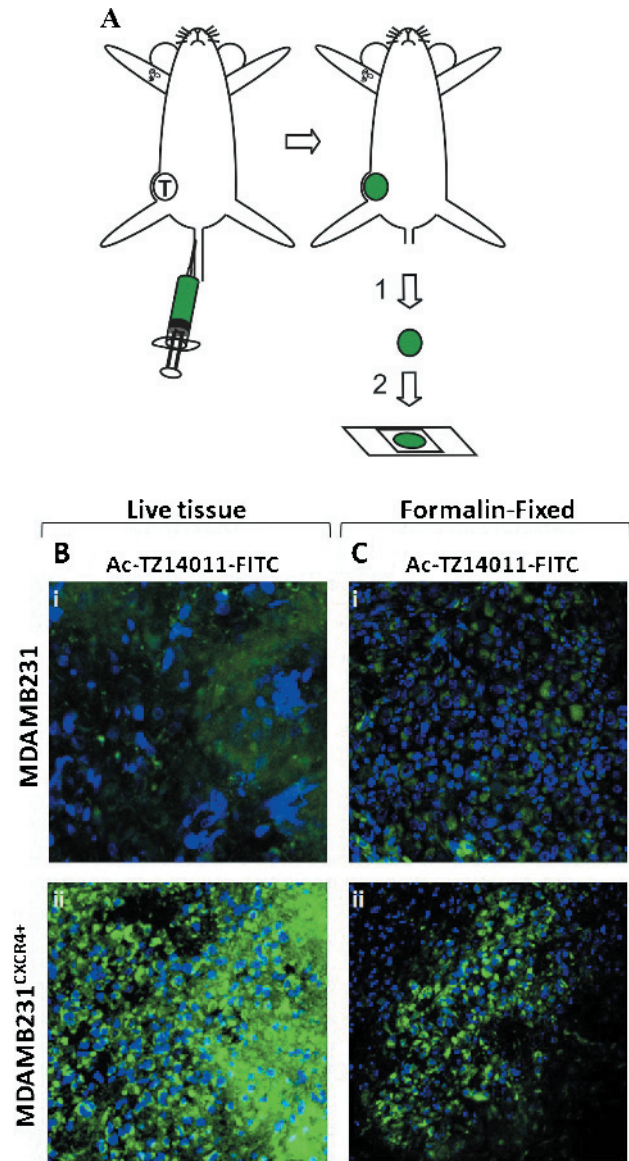 A
T
1
2
Live tissue
Formalin-Fixed
B
C
Ac-TZ14011-FITC
Ac-TZ14011-FITC
i
i
MDAMB231
ii
ii
MDAMB231CXCR4+